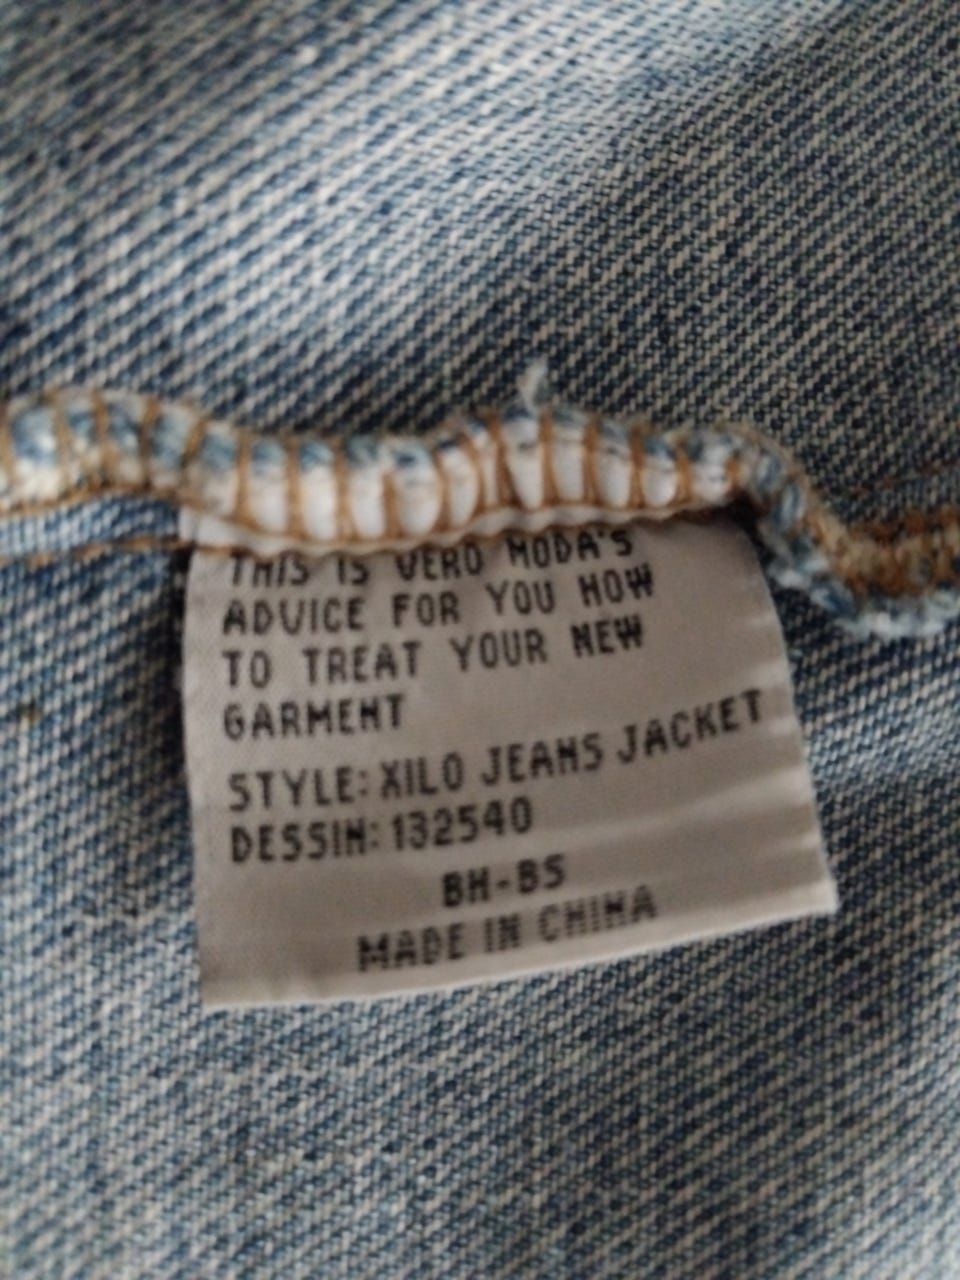 THIS IS VERO MODA'S
ADVICE FOR YOU HOW
TO TREAT YOUR NEW
GARMENT
STYLE: XILO JEANS JACKET
DESSIN: 132540
BH-BS
MADE IN CHINA